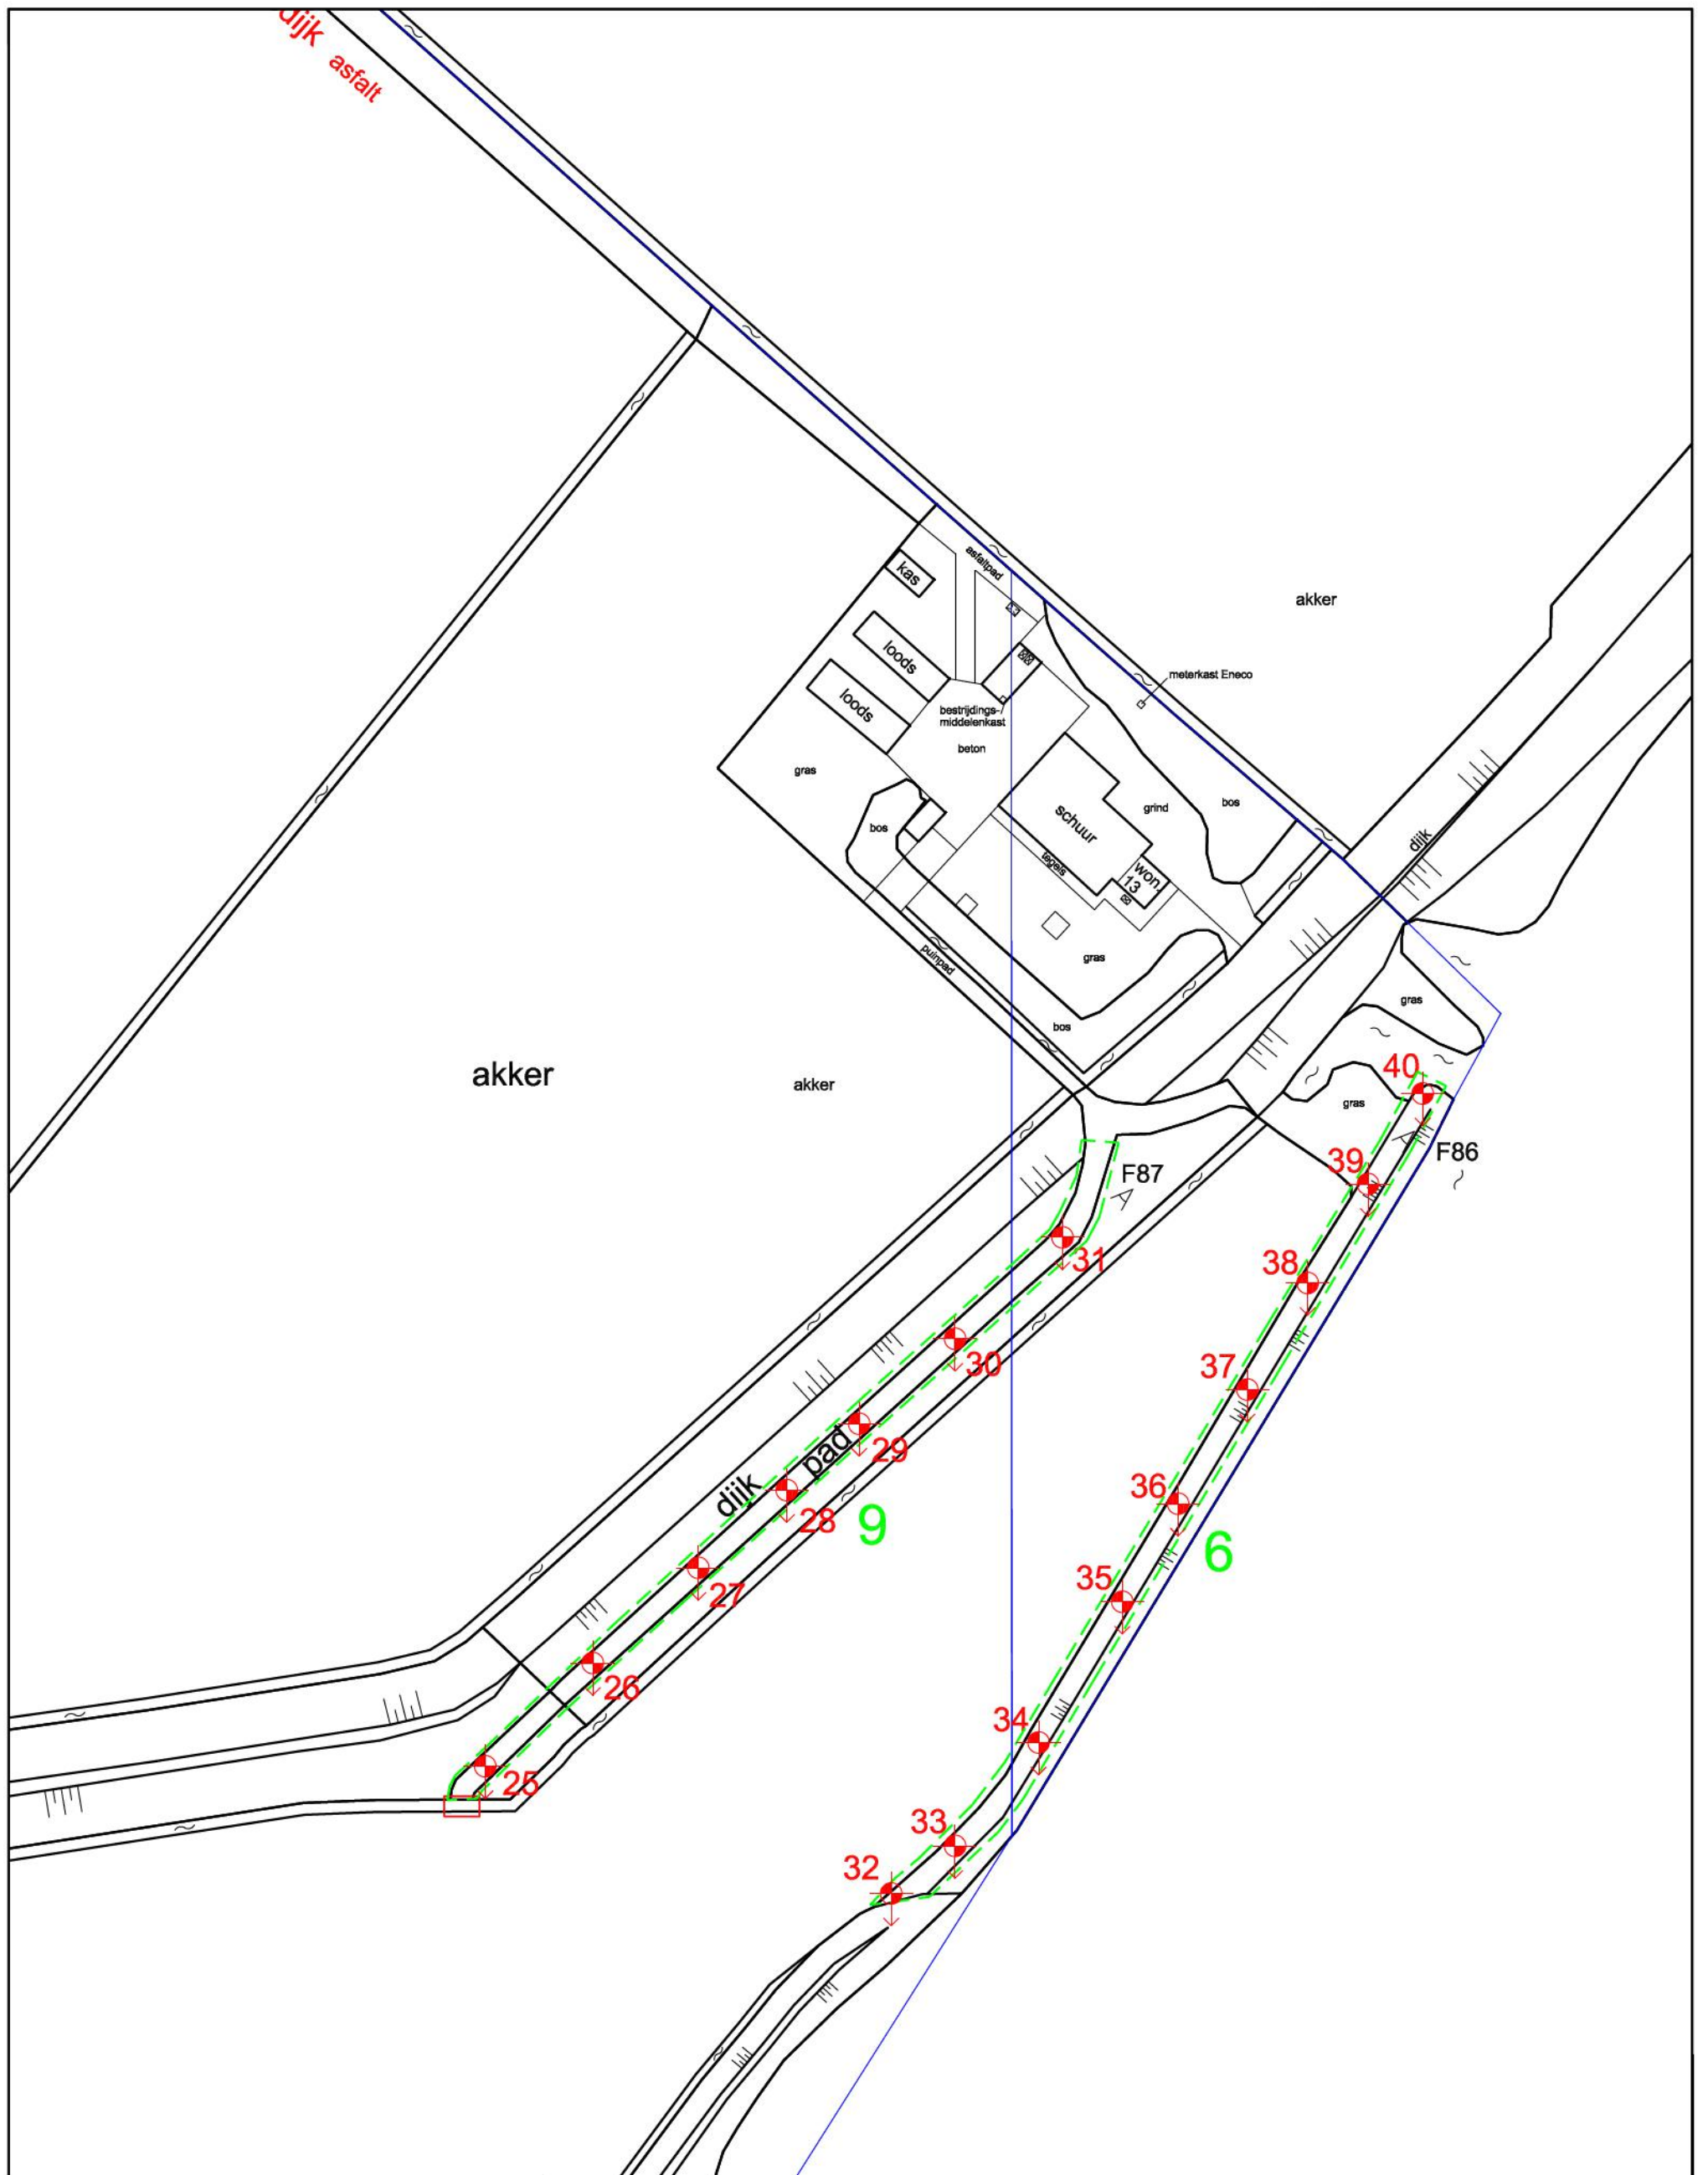 dijk asfalt
asfaltpad
kas
akker
loods
meterkast Eneco
loods
bestrijdings-/
middelenkast
beton
gras
bos
grind
bos
schuur
dijk
tegels
won.
13
puinpad
gras
gras
bos
akker
akker
40
gras
F86
39
F87
31
38
30
37
pad
29
dijk
36
28
9
6
35
27
26
34
25
33
32